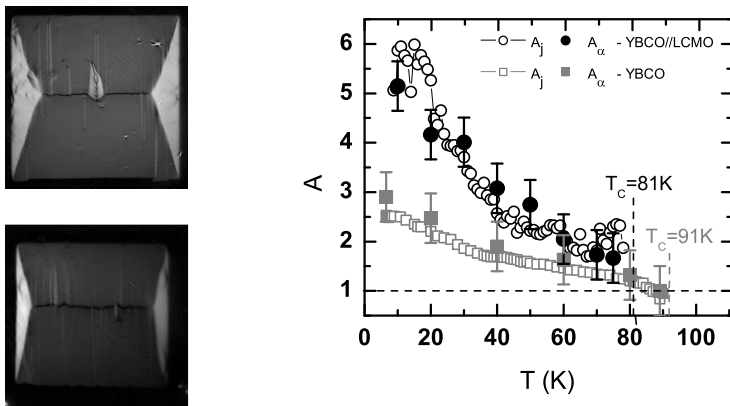 6
5
4
3
2
1
A
A_j A_α - YBCO//LCMO
A_j A_α - YBCO
T_C=81K
T_C=91K
0 20 40 60 80 100
T (K)